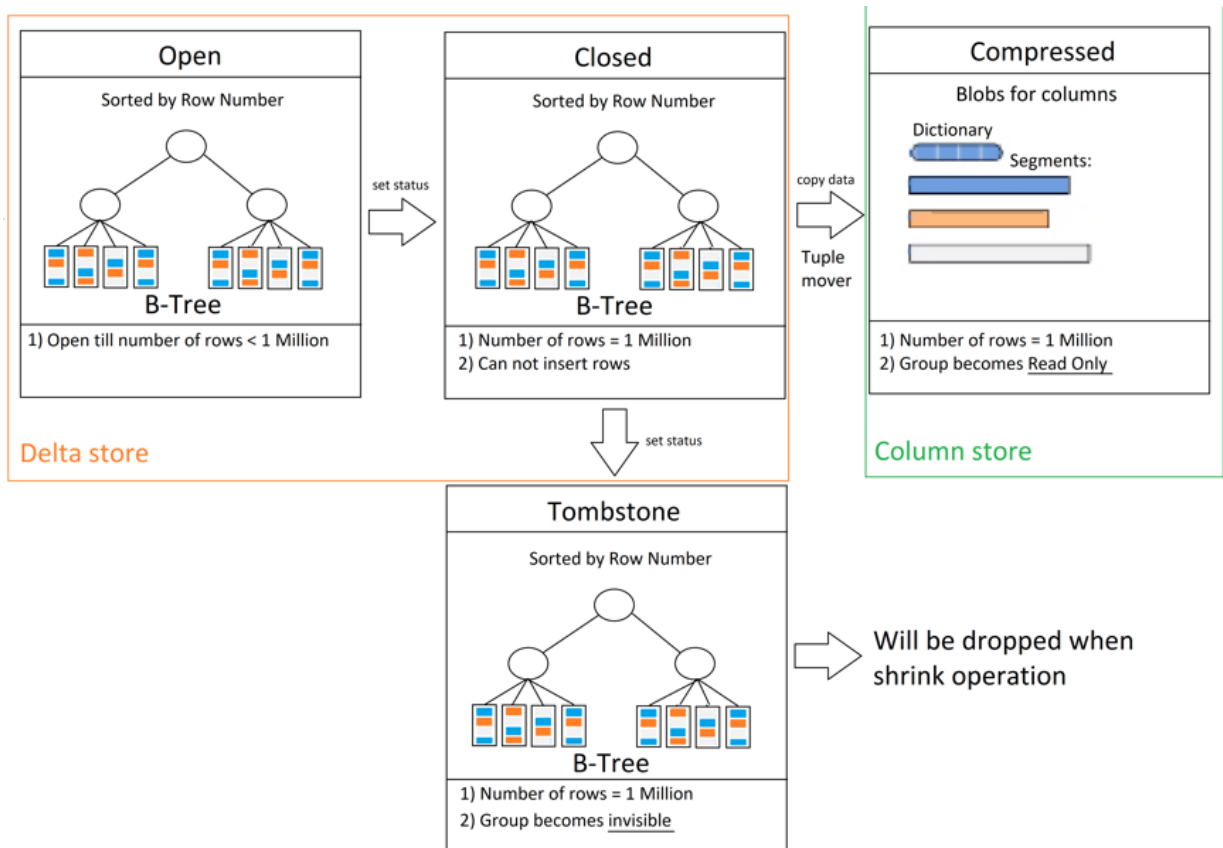 Open
Sorted by Row Number
B-Tree
1) Open till number of rows < 1 Million
set status
Closed
Sorted by Row Number
B-Tree
1) Number of rows = 1 Million
2) Can not insert rows
Delta store
copy data
Tuple
mover
Compressed
Blobs for columns
Dictionary
Segments:
1) Number of rows = 1 Million
2) Group becomes Read Only
Column store
set status
Tombstone
Sorted by Row Number
B-Tree
1) Number of rows = 1 Million
2) Group becomes invisible
Will be dropped when
shrink operation